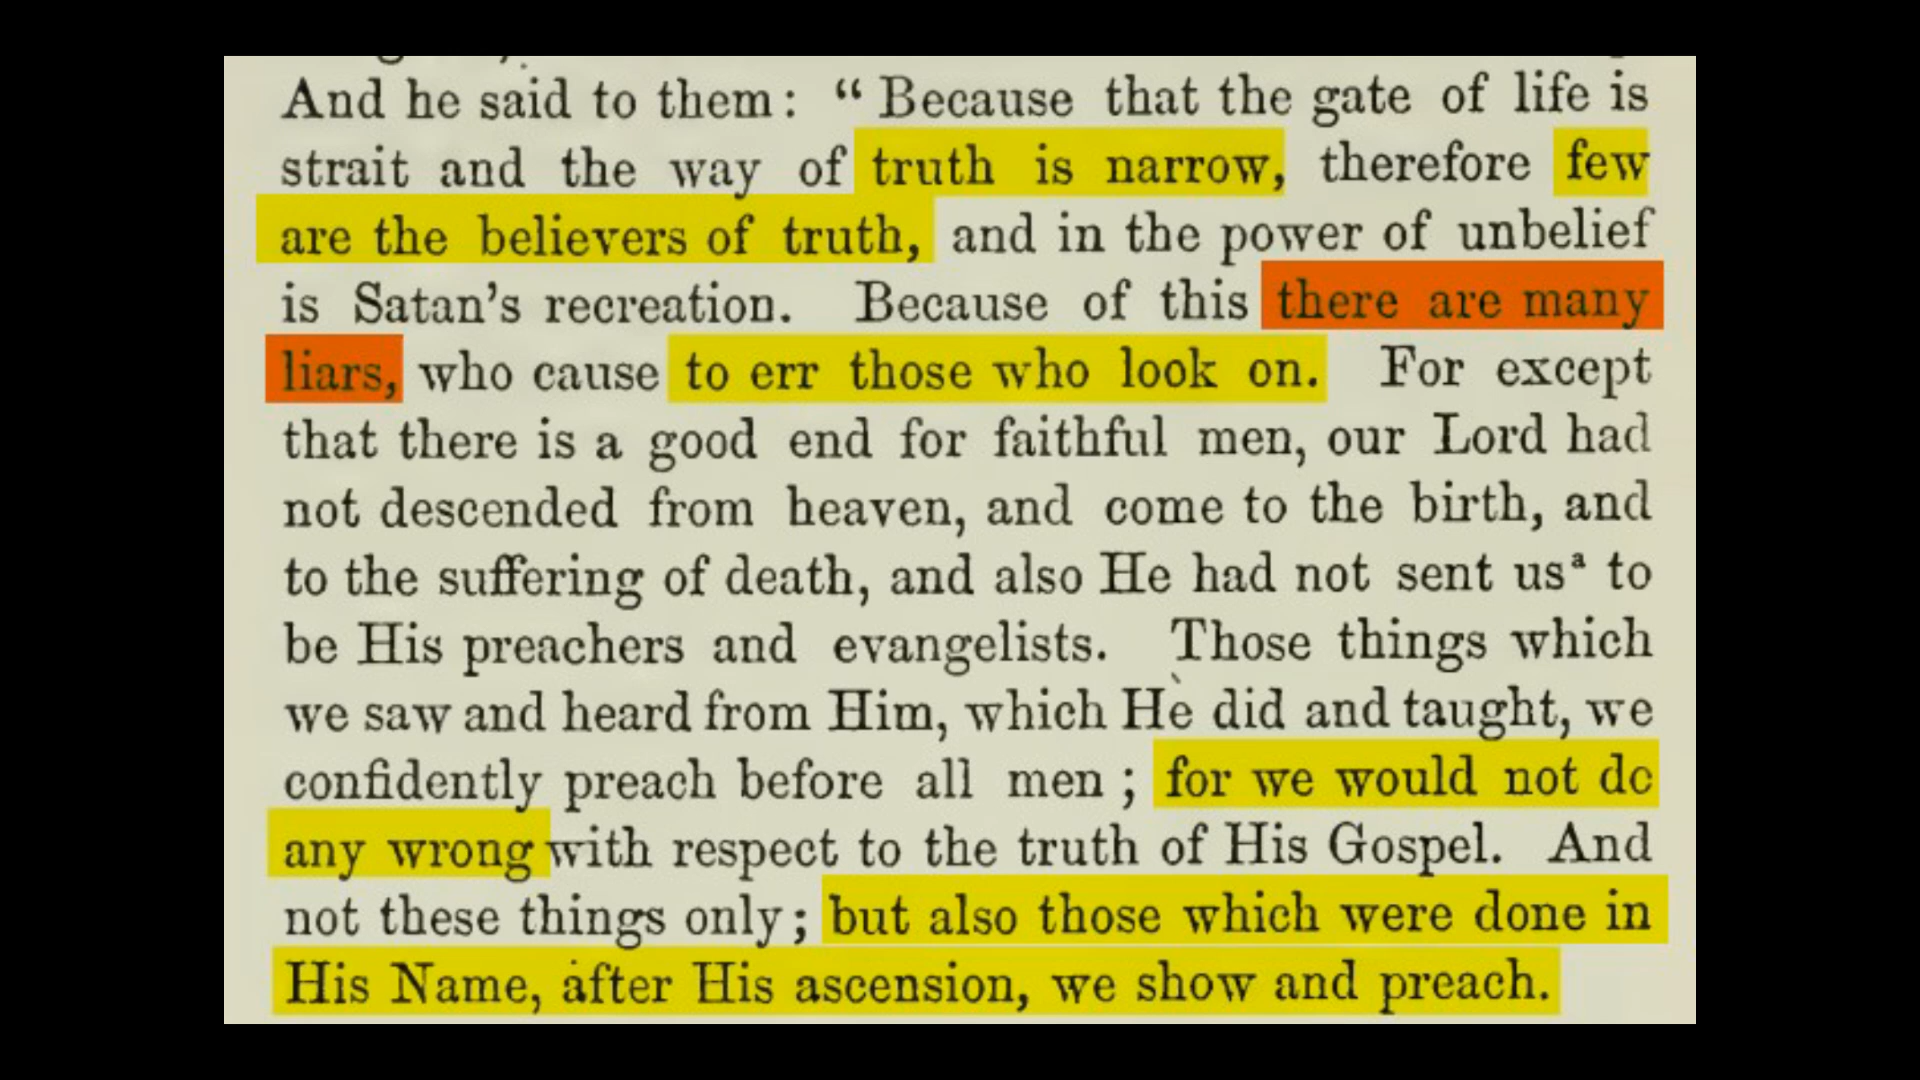 And he said to them: “Because that the gate of life is
strait and the way of truth is narrow, therefore few
are the believers of truth, and in the power of unbelief
is Satan’s recreation. Because of this there are many
liars, who cause to err those who look on. For except
that there is a good end for faithful men, our Lord had
not descended from heaven, and come to the birth, and
to the suffering of death, and also He had not sent usª to
be His preachers and evangelists. Those things which
we saw and heard from Him, which He did and taught, we
confidently preach before all men; for we would not do
any wrong with respect to the truth of His Gospel. And
not these things only; but also those which were done in
His Name, after His ascension, we show and preach.